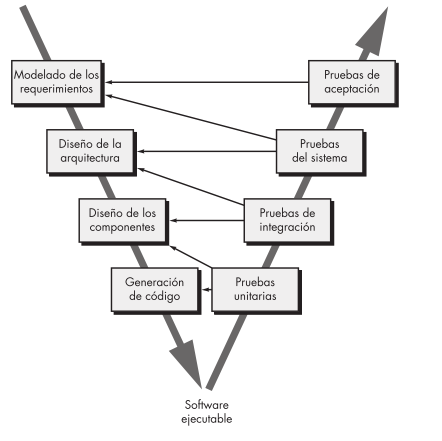 Modelado de los
requerimientos
Pruebas de
aceptación
Diseño de la
arquitectura
Pruebas
del sistema
Diseño de los
componentes
Pruebas de
integración
Generación
de código
Pruebas
unitarias
Software
ejecutable